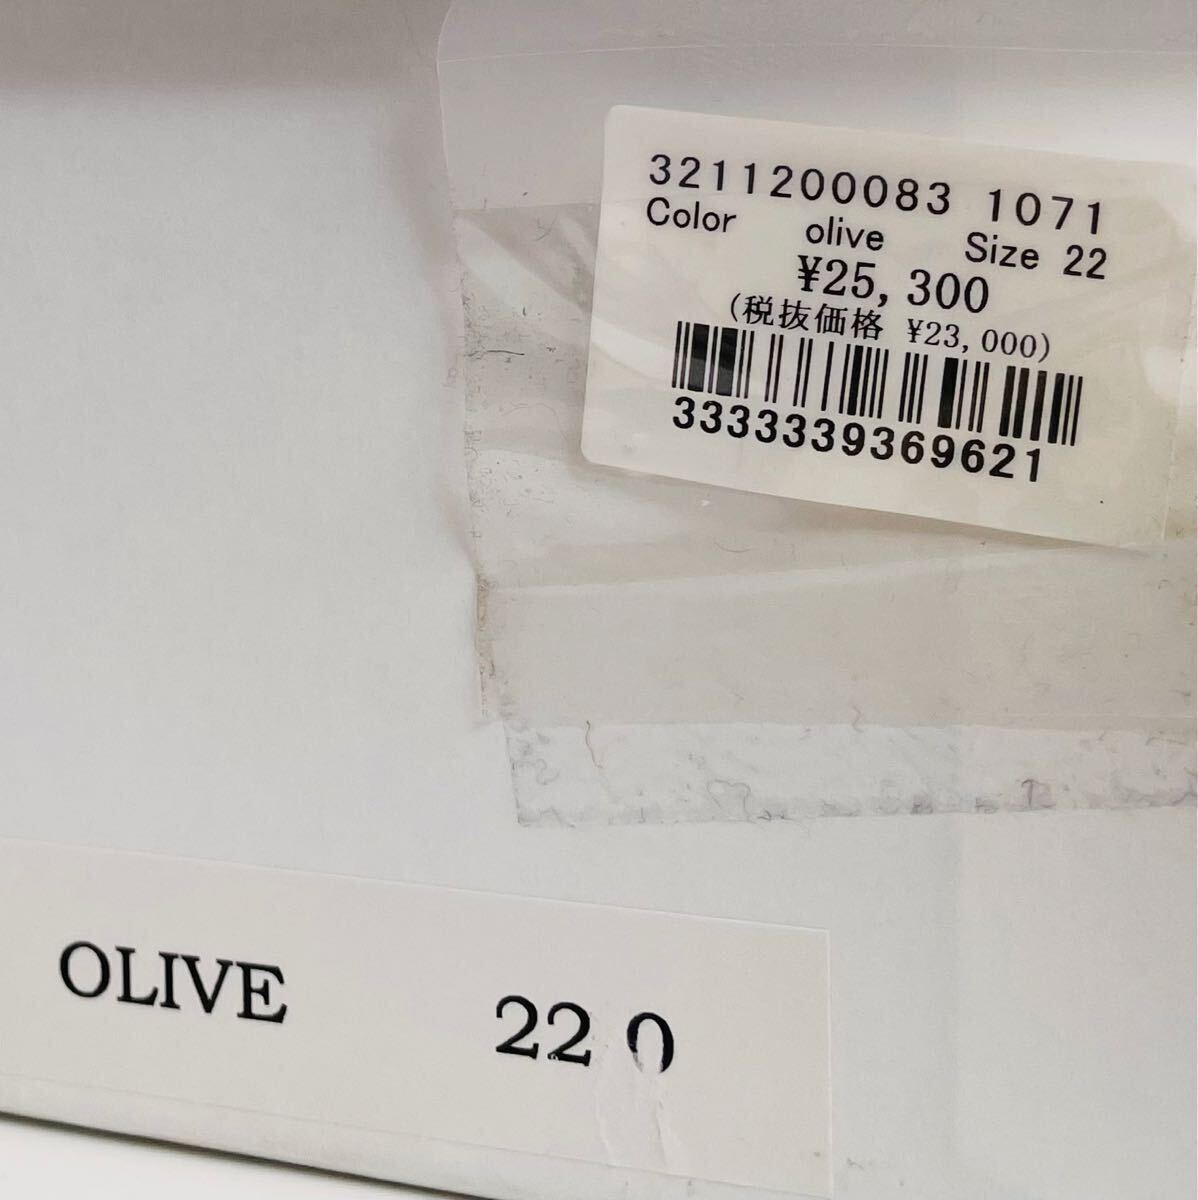 3211200083 1071
Color olive Size 22
¥25,300
(税抜価格 ¥23,000)
3333339369621
OLIVE 22 0